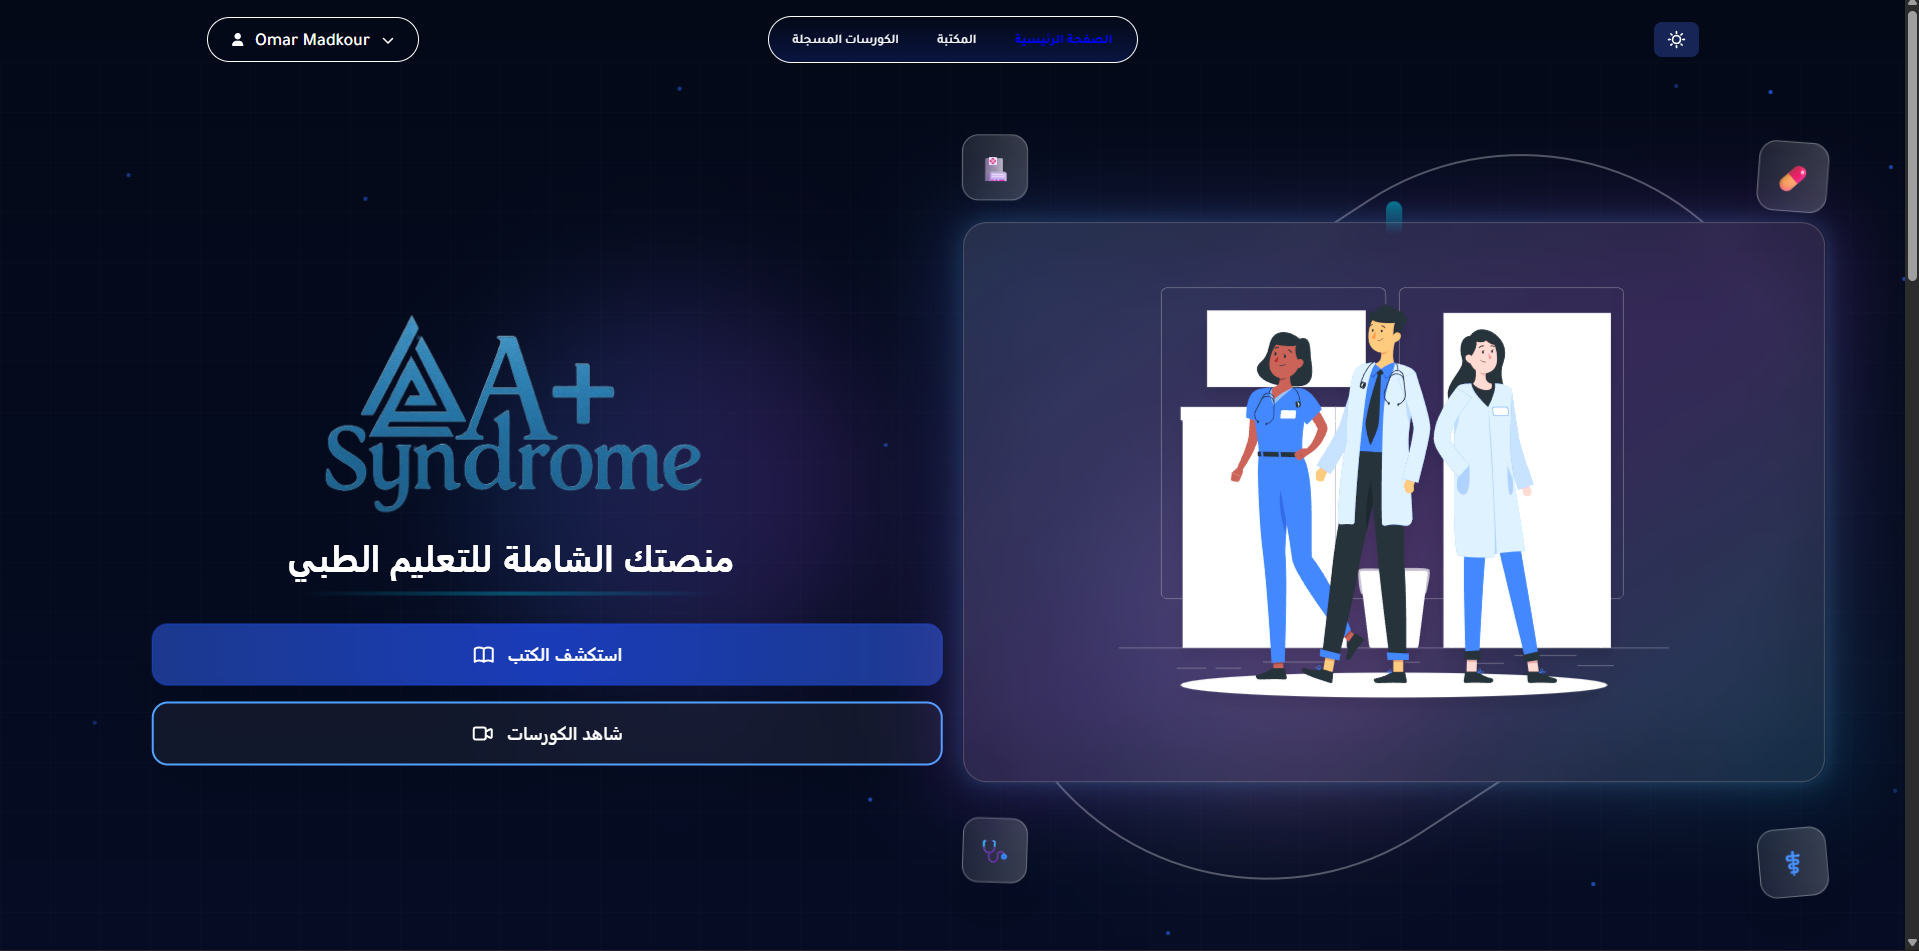 Omar Madkour
الصفحة الرئيسية
المكتبة
الكورسات المسجلة
A+
Syndrome
منصتك الشاملة للتعليم الطبي
استكشف الكتب
شاهد الكورسات